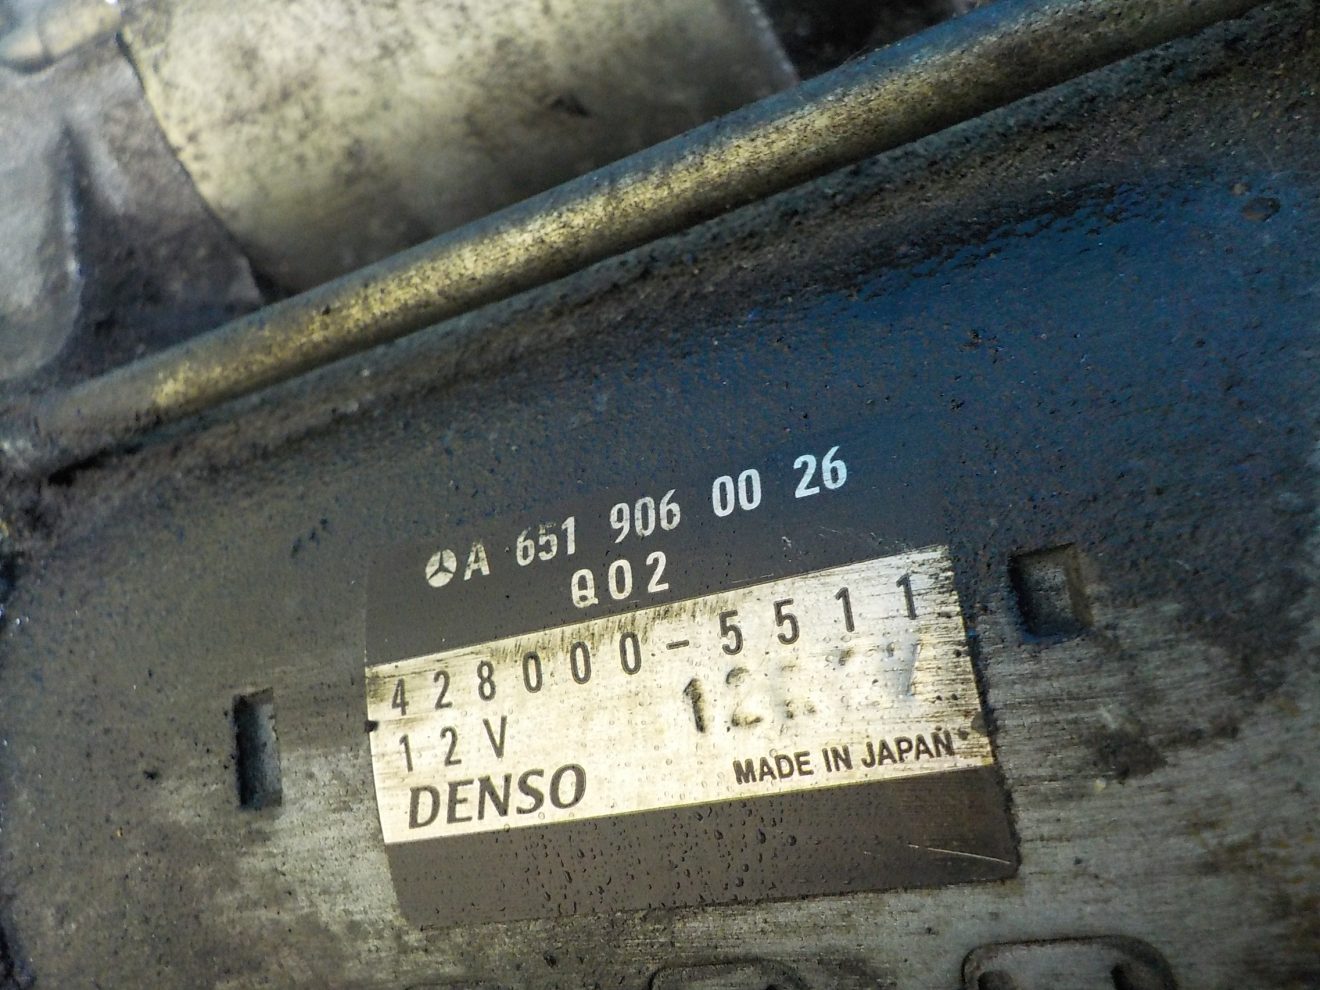 A 651 906 00 26
Q02
428000-5511
12V
DENSO
MADE IN JAPAN